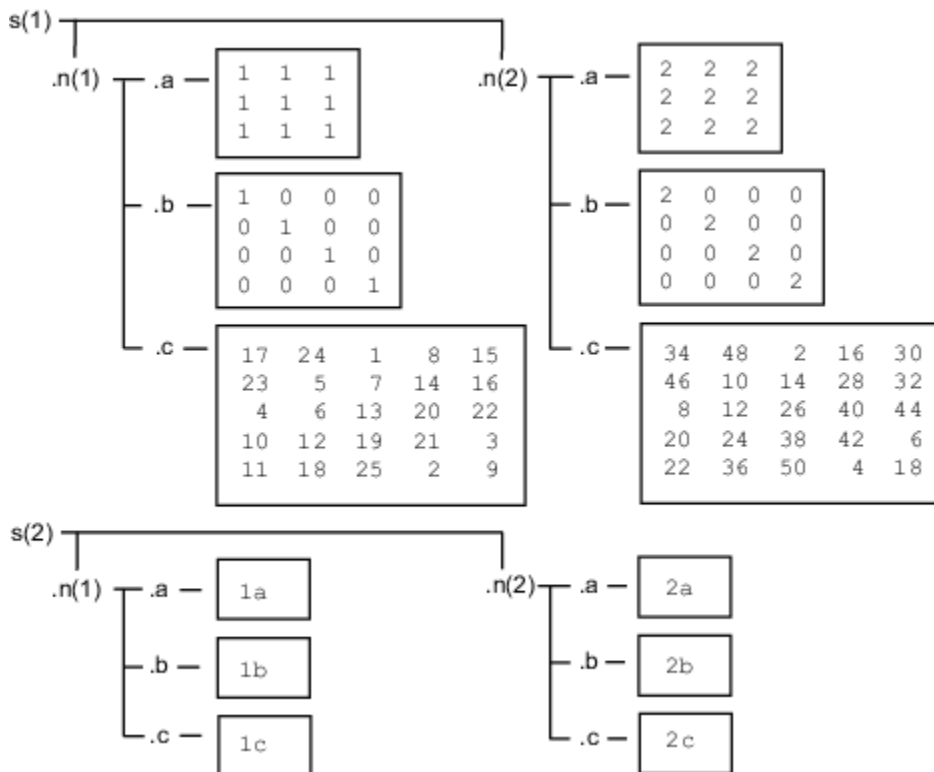 s(1)
.n(1) .a
1 1 1
1 1 1
1 1 1
.b
1 0 0 0
0 1 0 0
0 0 1 0
0 0 0 1
.c
17 24 1 8 15
23 5 7 14 16
4 6 13 20 22
10 12 19 21 3
11 18 25 2 9
.n(2) .a
2 2 2
2 2 2
2 2 2
.b
2 0 0 0
0 2 0 0
0 0 2 0
0 0 0 2
.c
34 48 2 16 30
46 10 14 28 32
8 12 26 40 44
20 24 38 42 6
22 36 50 4 18
s(2)
.n(1) .a 1a
.b 1b
.c 1c
.n(2) .a 2a
.b 2b
.c 2c